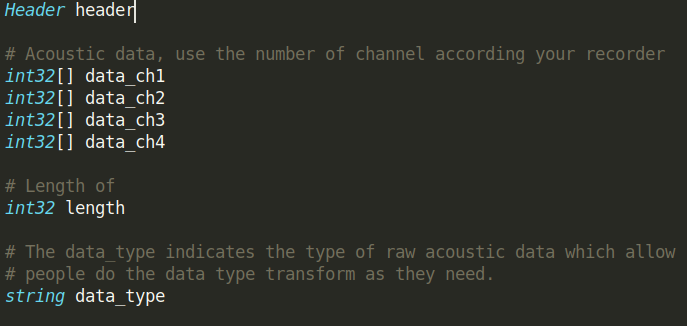 Header header
# Acoustic data, use the number of channel according your recorder
int32[] data_ch1
int32[] data_ch2
int32[] data_ch3
int32[] data_ch4
# Length of
int32 length
# The data_type indicates the type of raw acoustic data which allow
# people do the data type transform as they need.
string data_type